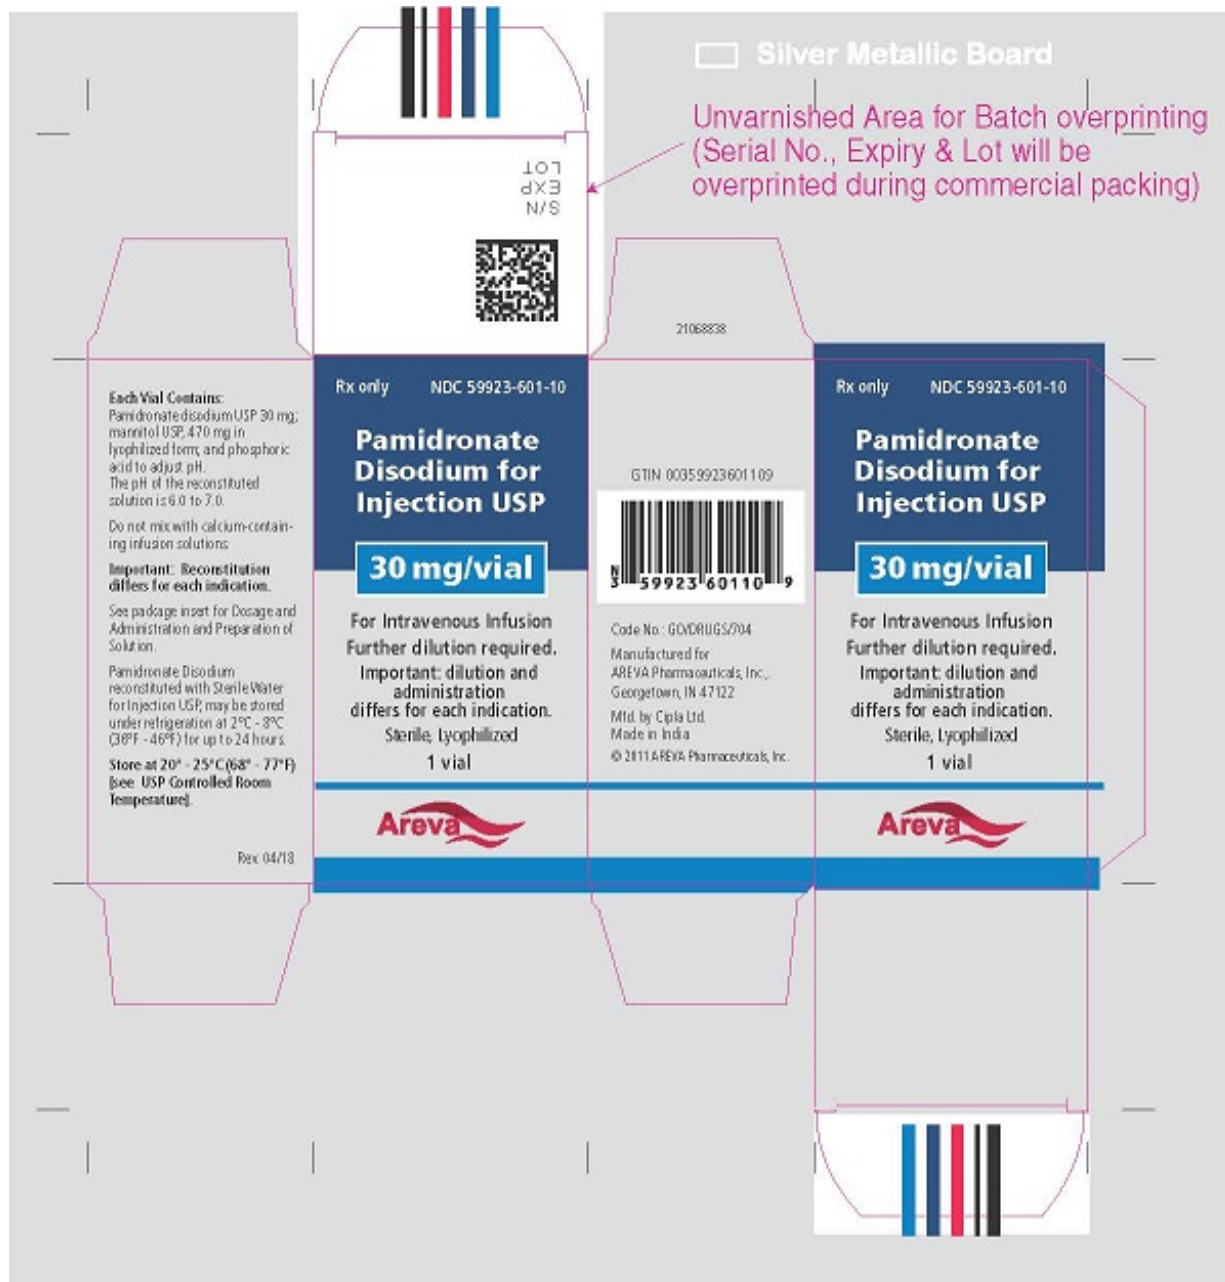 Silver Metallic Board
Unvarnished Area for Batch overprinting
(Serial No., Expiry & Lot will be
overprinted during commercial packing)
LOT
EXP
S/N
21068838
Each Vial Contains:
Pamidronate disodium USP 30 mg;
mannitol USP, 470 mg in
lyophilized form; and phosphoric
acid to adjust pH.
The pH of the reconstituted
solution is 6.0 to 7.0.
Do not mix with calcium-contain-
ing infusion solutions.
Important: Reconstitution
differs for each indication.
See package insert for Dosage and
Administration and Preparation of
Solution.
Pamidronate Disodium
reconstituted with Sterile Water
for Injection USP, may be stored
under refrigeration at 2°C - 8°C
(36°F - 46°F) for up to 24 hours.
Store at 20° - 25°C (68° - 77°F)
[see USP Controlled Room
Temperature].
Rev. 04/18
Rx only NDC 59923-601-10
Pamidronate
Disodium for
Injection USP
30 mg/vial
For Intravenous Infusion
Further dilution required.
Important: dilution and
administration
differs for each indication.
Sterile, Lyophilized
1 vial
Areva
GTIN 00359923601109
N
3 59923 60110 9
Code No.: GO/DRUGS/704
Manufactured for
AREVA Pharmaceuticals, Inc.,
Georgetown, IN 47122
Mfd. by Cipla Ltd.
Made in India
© 2011 AREVA Pharmaceuticals, Inc.
Rx only NDC 59923-601-10
Pamidronate
Disodium for
Injection USP
30 mg/vial
For Intravenous Infusion
Further dilution required.
Important: dilution and
administration
differs for each indication.
Sterile, Lyophilized
1 vial
Areva